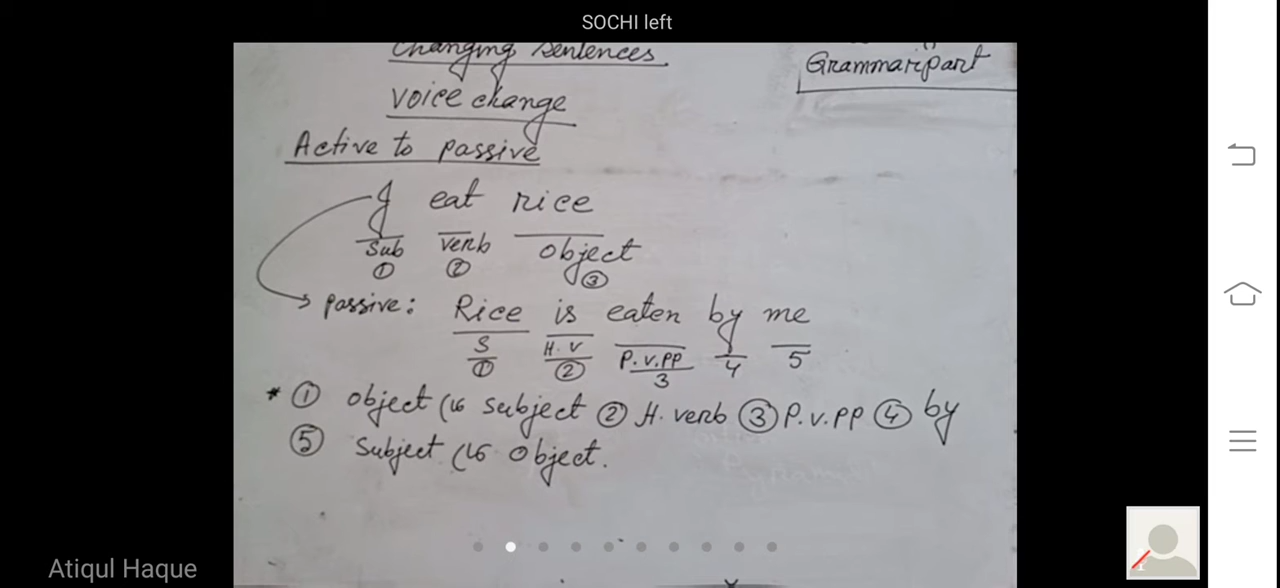 SOCHI left
Changing Sentences.
Grammar part
Voice change
Active to passive
I eat rice
Sub verb object
① ② ③
passive: Rice is eaten by me
S H.V P.V.PP 4 5
① ② 3
* ① object কে subject ② H. verb ③ P.V.PP ④ by
⑤ Subject কে Object.
Atiqul Haque